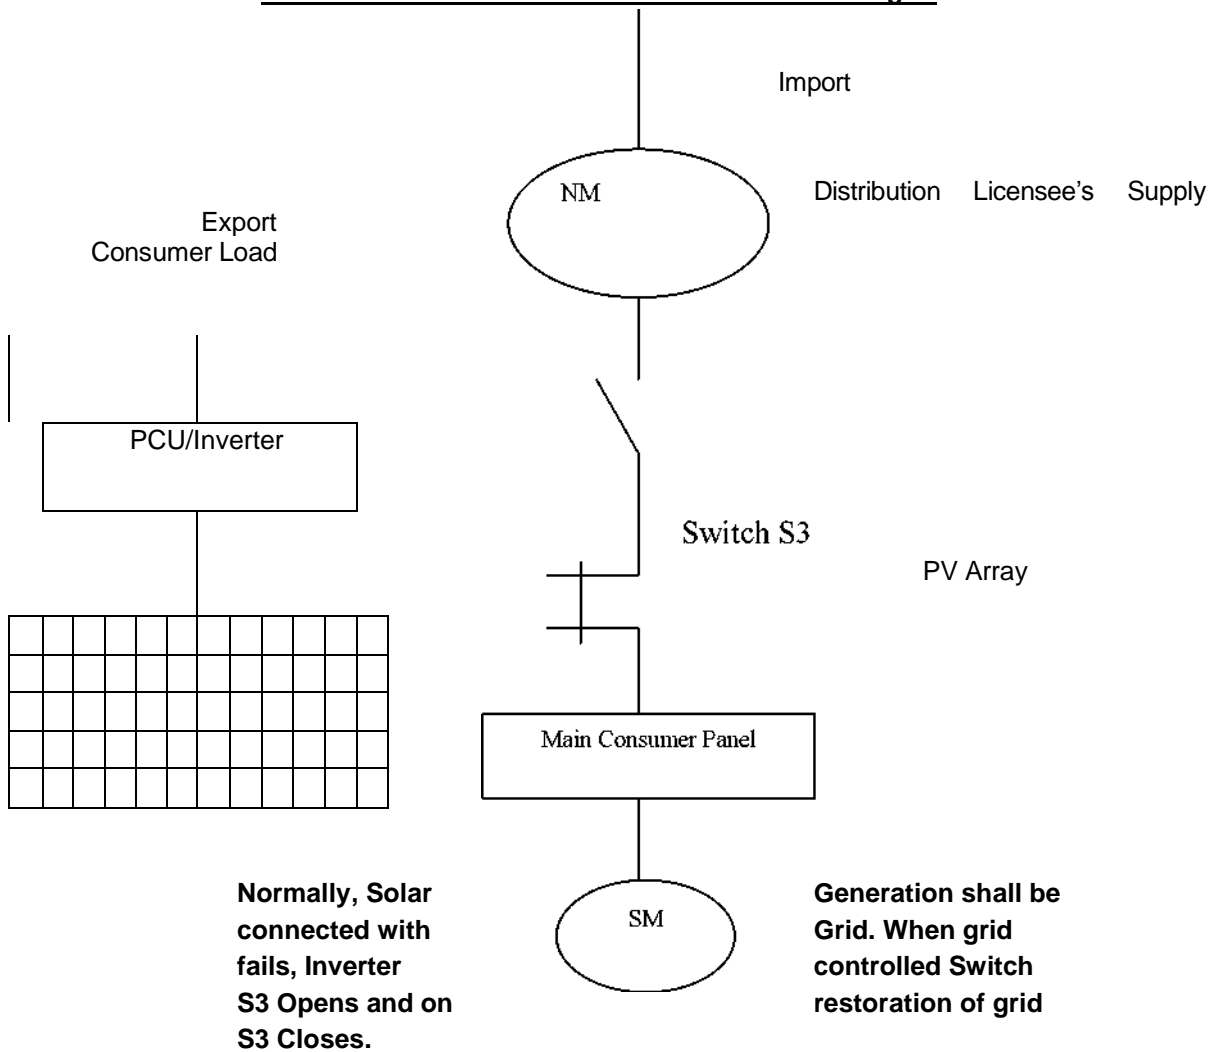 Import
NM
Distribution Licensee's Supply
Export
Consumer Load
PCU/Inverter
Switch S3
PV Array
Main Consumer Panel
SM
Normally, Solar Generation shall be
connected with Grid. When grid
fails, Inverter controlled Switch
S3 Opens and on restoration of grid
S3 Closes.